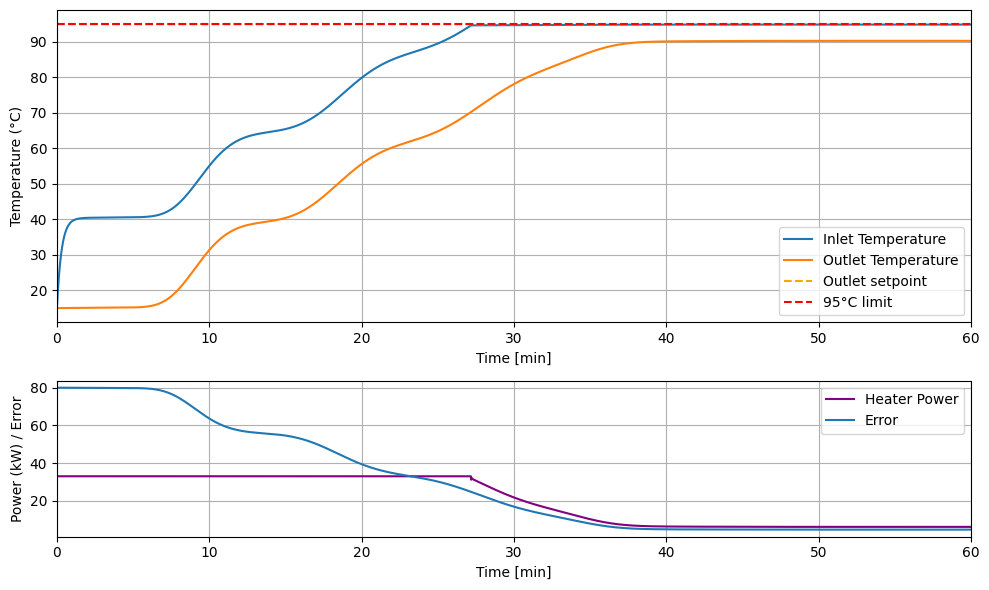 Temperature (°C)
90
80
70
60
50
40
30
20
0 10 20 30 40 50 60
Time [min]
Inlet Temperature
Outlet Temperature
Outlet setpoint
95°C limit
Power (kW) / Error
80
60
40
20
0 10 20 30 40 50 60
Time [min]
Heater Power
Error